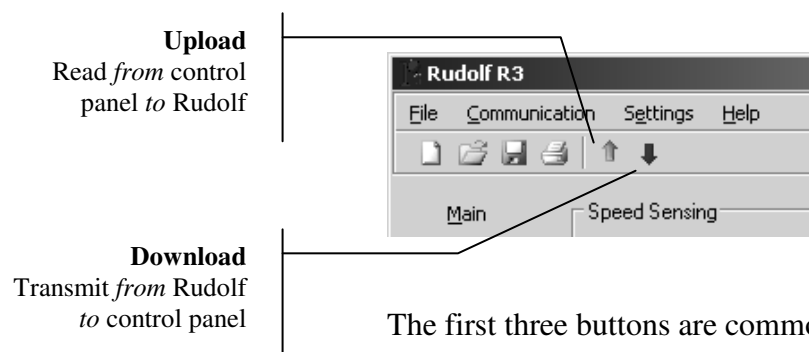 Upload
Read from control
panel to Rudolf
Rudolf R3
File Communication Settings Help
Main Speed Sensing
Download
Transmit from Rudolf
to control panel
The first three buttons are